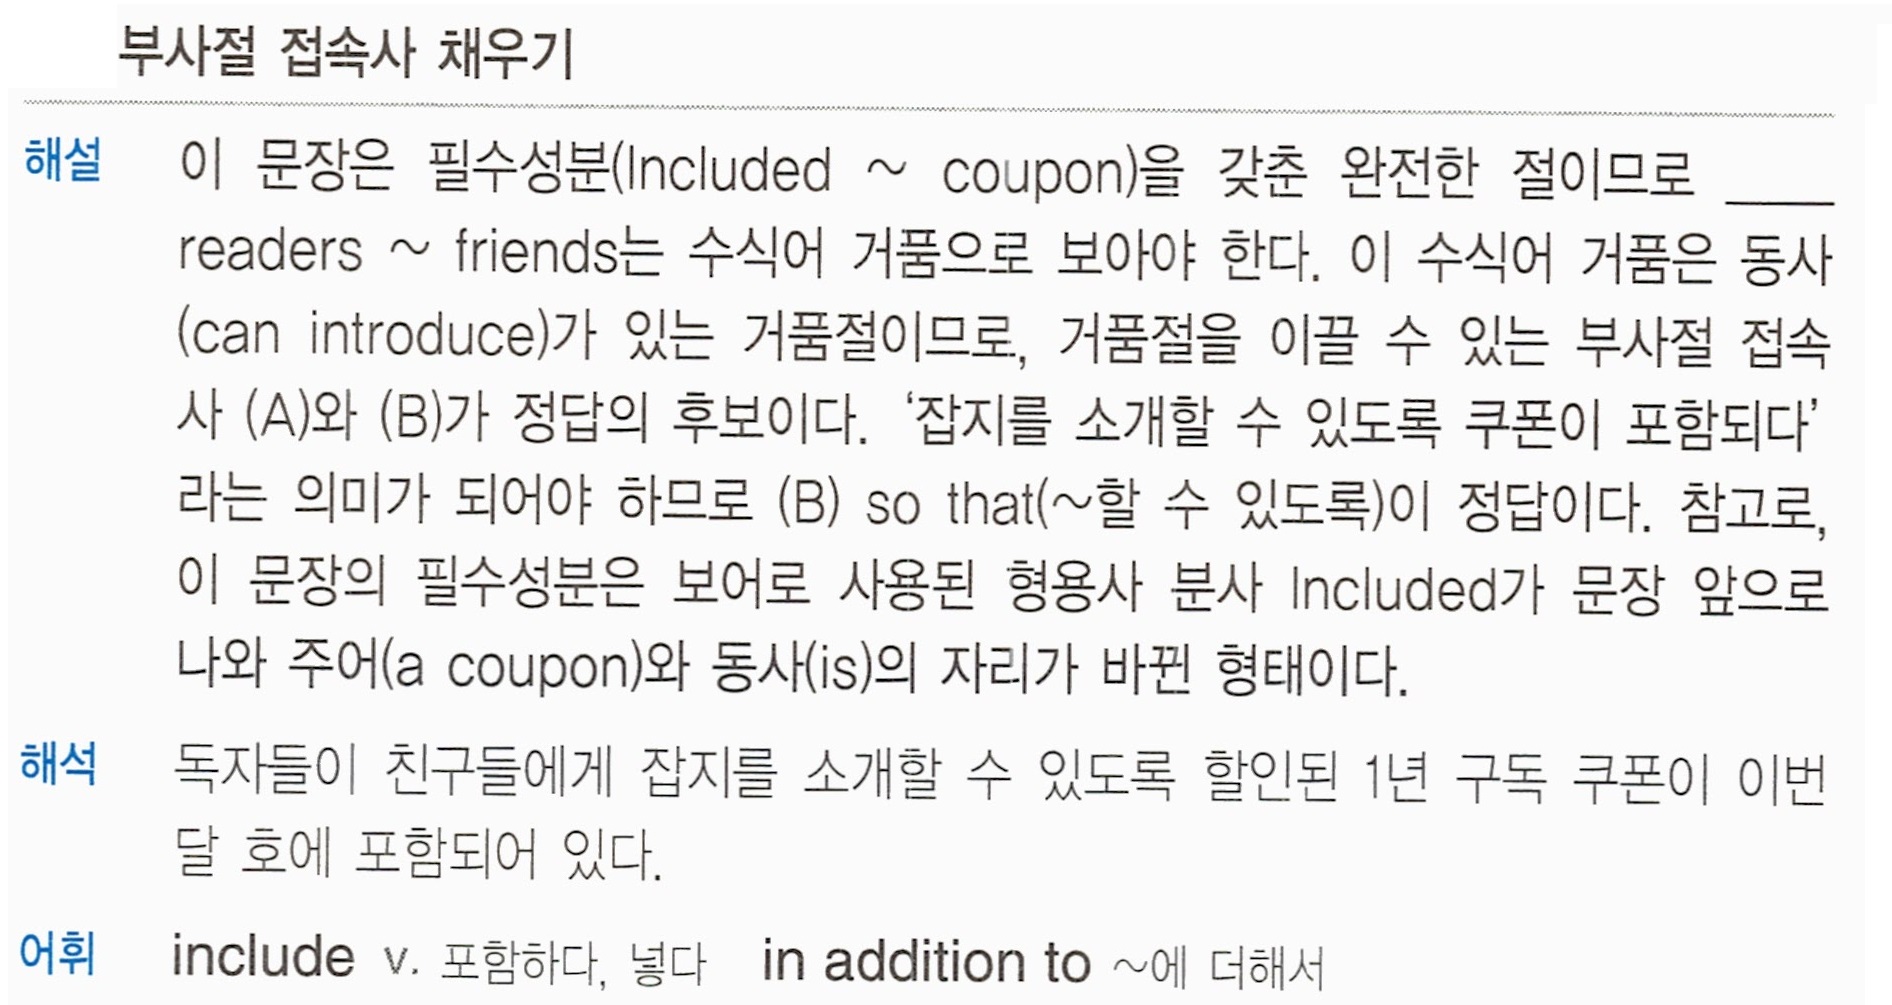 부사절 접속사 채우기
해설 이 문장은 필수성분(Included ~ coupon)을 갖춘 완전한 절이므로 ____
readers ~ friends는 수식어 거품으로 보아야 한다. 이 수식어 거품은 동사
(can introduce)가 있는 거품절이므로, 거품절을 이끌 수 있는 부사절 접속
사 (A)와 (B)가 정답의 후보이다. ‘잡지를 소개할 수 있도록 쿠폰이 포함되다’
라는 의미가 되어야 하므로 (B) so that(~할 수 있도록)이 정답이다. 참고로,
이 문장의 필수성분은 보어로 사용된 형용사 분사 Included가 문장 앞으로
나와 주어(a coupon)와 동사(is)의 자리가 바뀐 형태이다.
해석 독자들이 친구들에게 잡지를 소개할 수 있도록 할인된 1년 구독 쿠폰이 이번
달 호에 포함되어 있다.
어휘 include v. 포함하다, 넣다 in addition to ~에 더해서